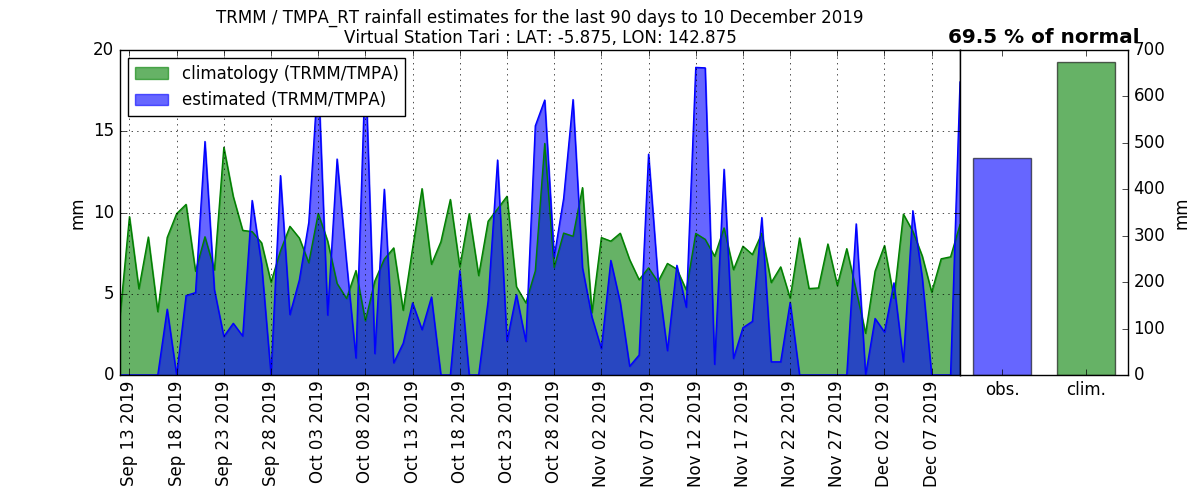 TRMM / TMPA_RT rainfall estimates for the last 90 days to 10 December 2019
Virtual Station Tari : LAT: -5.875, LON: 142.875
69.5 % of normal
climatology (TRMM/TMPA)
estimated (TRMM/TMPA)
20
15
10
5
0
mm
Sep 13 2019
Sep 18 2019
Sep 23 2019
Sep 28 2019
Oct 03 2019
Oct 08 2019
Oct 13 2019
Oct 18 2019
Oct 23 2019
Oct 28 2019
Nov 02 2019
Nov 07 2019
Nov 12 2019
Nov 17 2019
Nov 22 2019
Nov 27 2019
Dec 02 2019
Dec 07 2019
obs.
clim.
700
600
500
400
300
200
100
0
mm